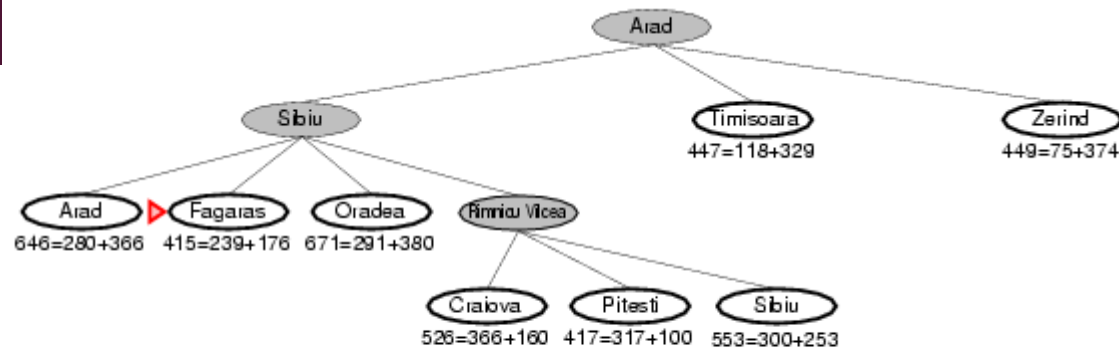 Arad
Sibiu
Timisoara
Zerind
447=118+329
449=75+374
Arad
Fagaras
Oradea
Rimnicu Vilcea
646=280+366
415=239+176
671=291+380
Craiova
Pitesti
Sibiu
526=366+160
417=317+100
553=300+253